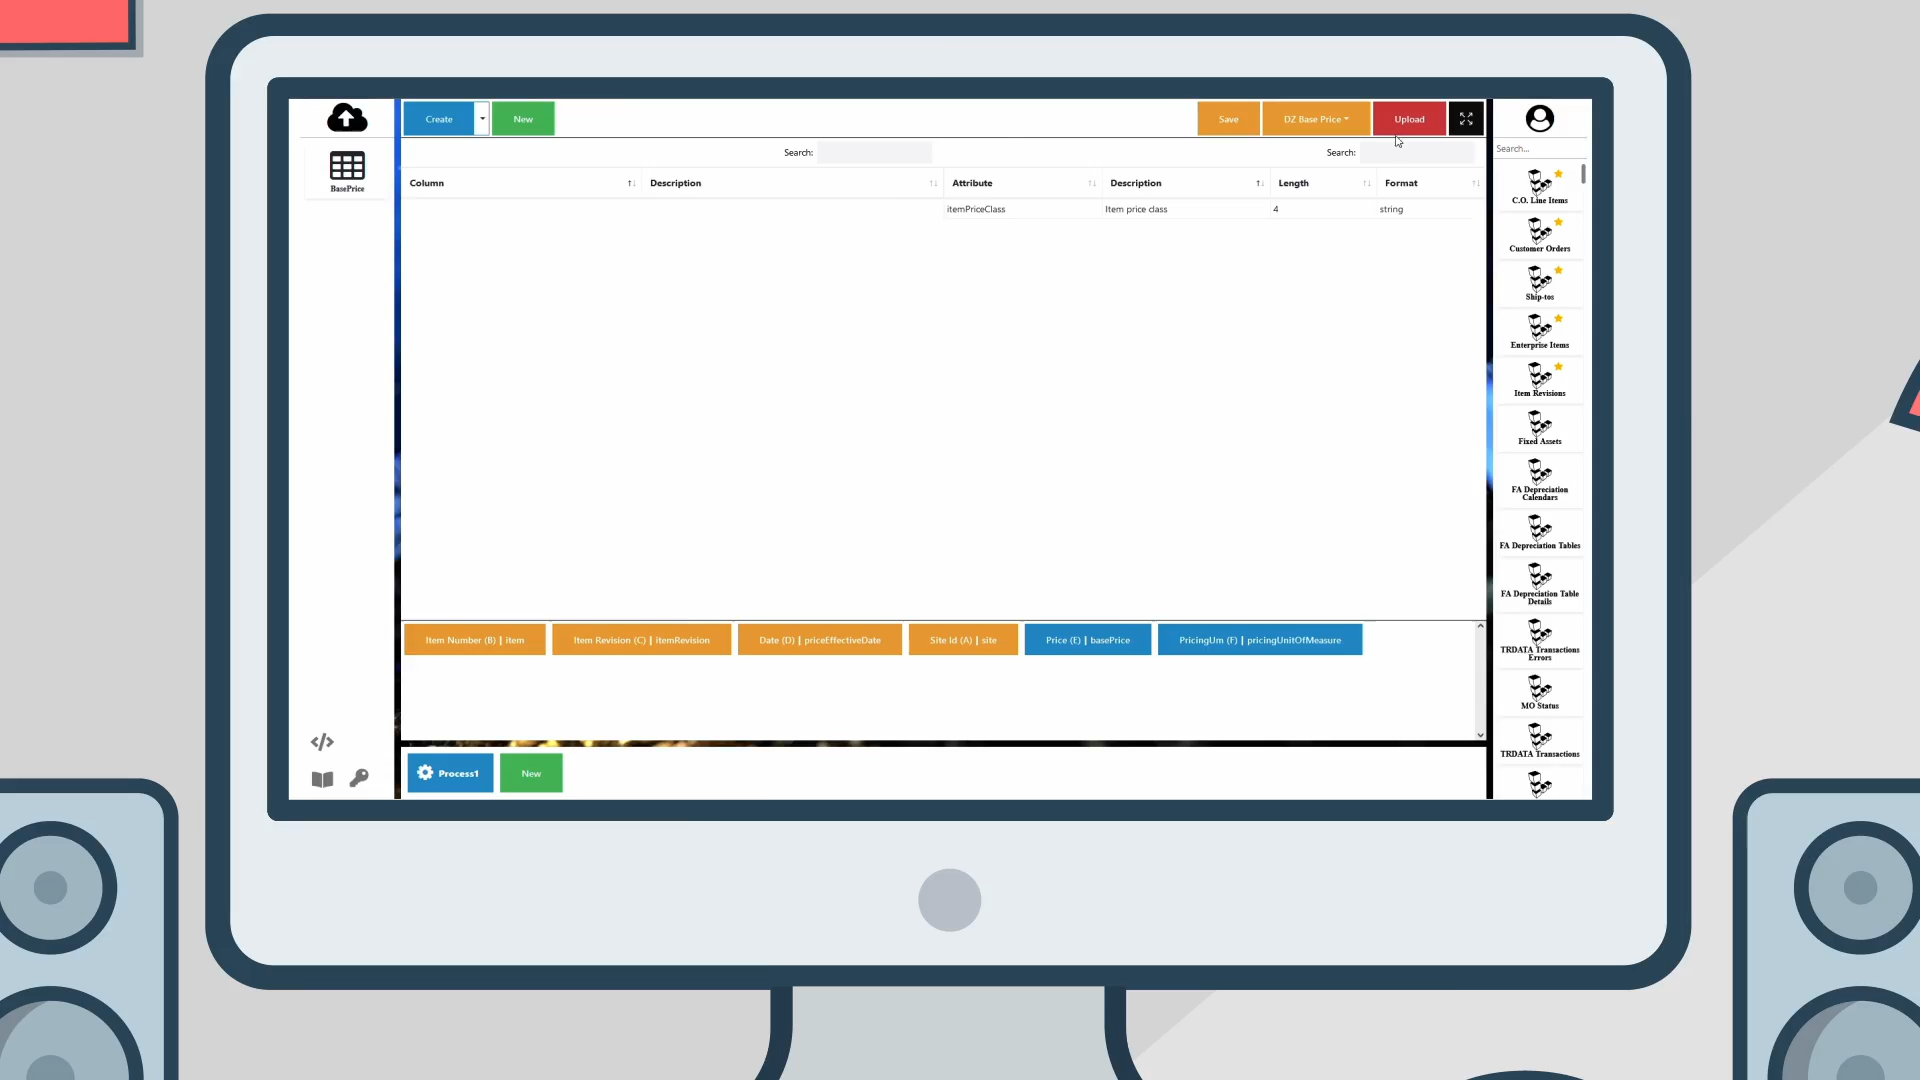 Create
New
Save
DZ Base Price
Upload
BasePrice
Search:
Search:
Search...
Column
Description
Attribute
Description
Length
Format
itemPriceClass
Item price class
4
string
C.O. Line Items
Customer Orders
Ship-tos
Enterprise Items
Item Revisions
Fixed Assets
FA Depreciation
Calendars
FA Depreciation Tables
FA Depreciation Table
Details
TRDATA Transactions
Errors
MO Status
TRDATA Transactions
Item Number (B) | item
Item Revision (C) | itemRevision
Date (D) | priceEffectiveDate
Site Id (A) | site
Price (E) | basePrice
PricingUm (F) | pricingUnitOfMeasure
Process1
New